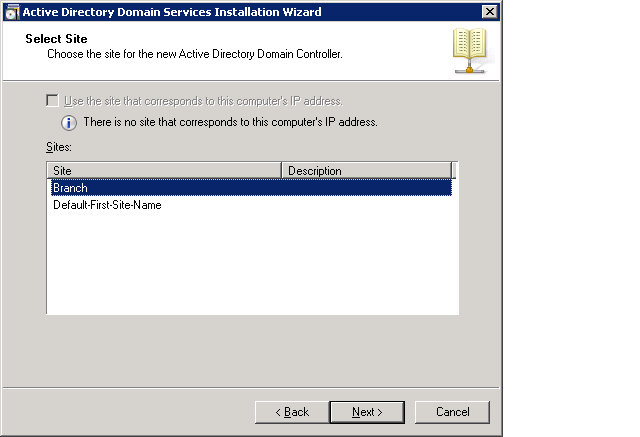 Active Directory Domain Services Installation Wizard
Select Site
Choose the site for the new Active Directory Domain Controller.
Use the site that corresponds to this computer's IP address.
There is no site that corresponds to this computer's IP address.
Sites:
Site Description
Branch
Default-First-Site-Name
< Back Next > Cancel